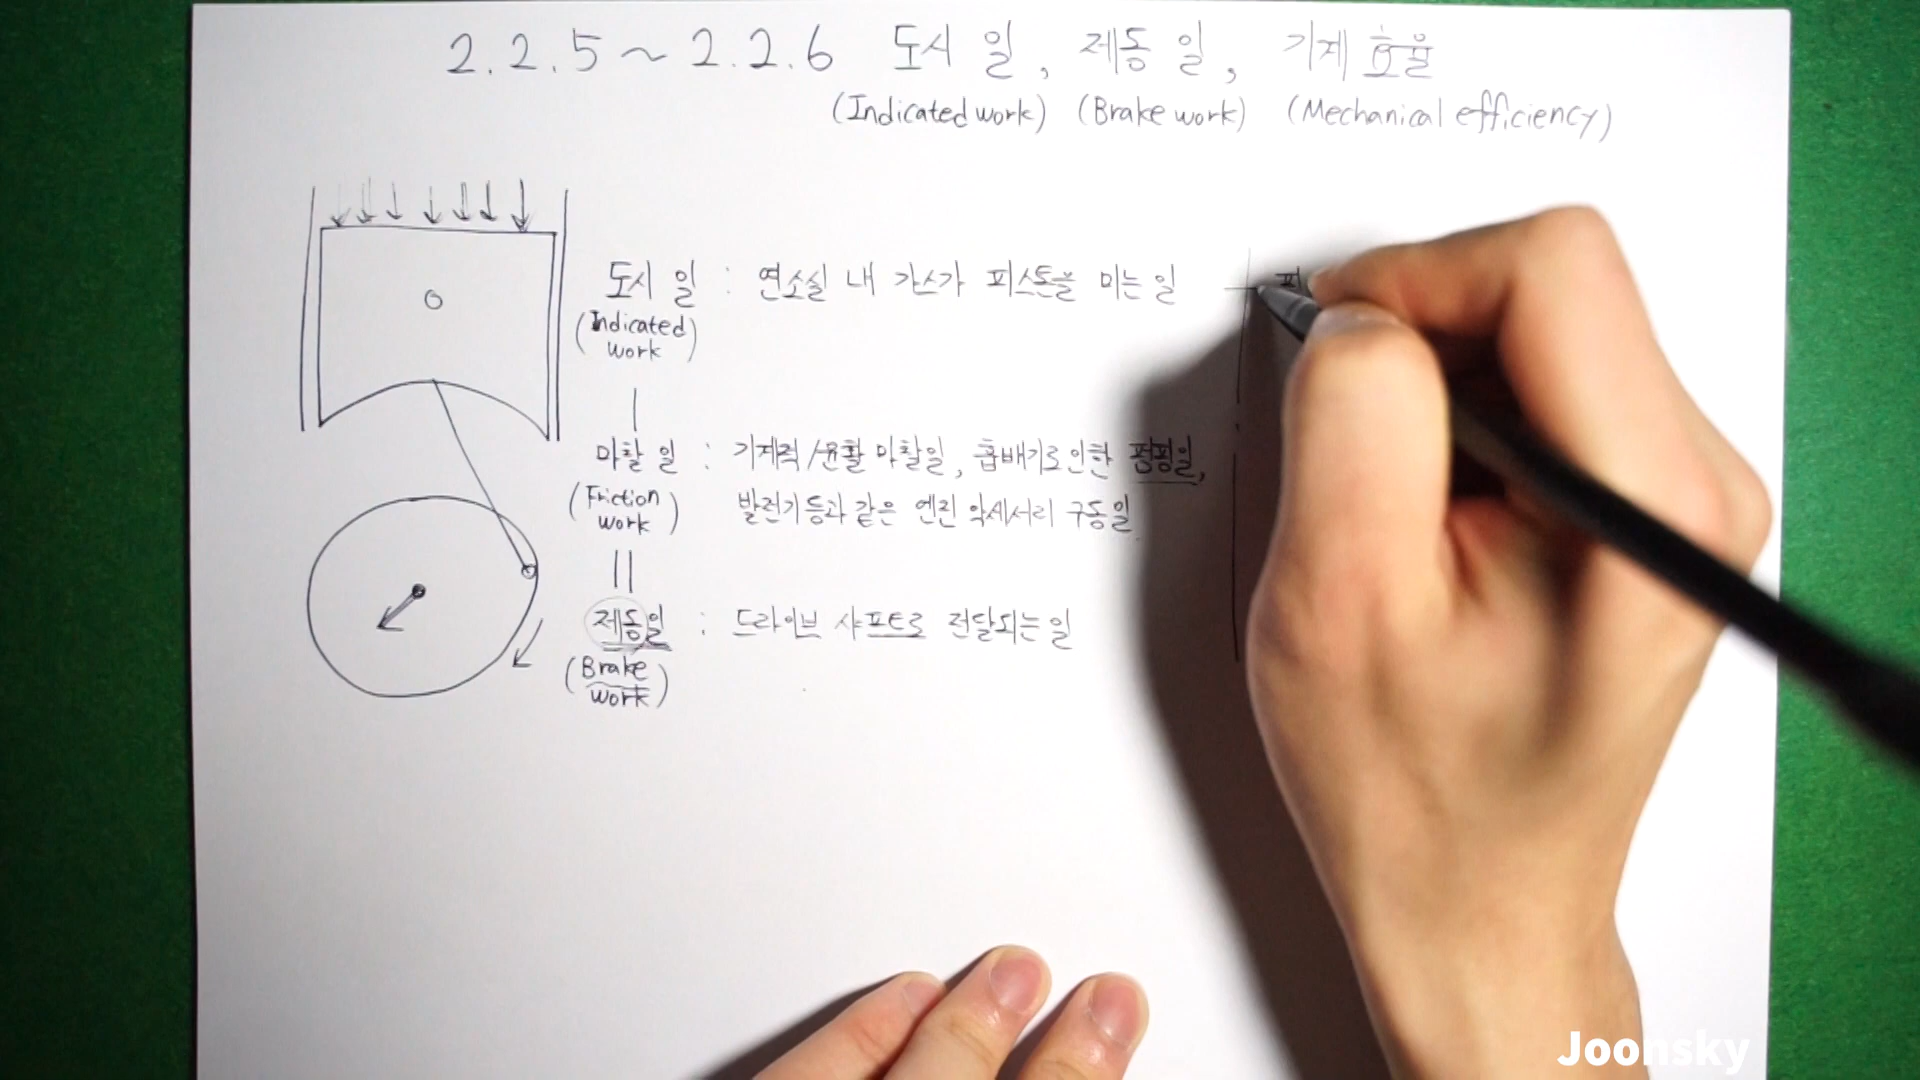 2.2.5 ~ 2.2.6 도시 일, 제동 일, 기계 효율
(Indicated work) (Brake work) (Mechanical efficiency)
도시 일 : 연소실 내 가스가 피스톤을 미는 일
(Indicated work)
마찰 일 : 기계적/윤활 마찰일, 흡배기로 인한 펌핑일,
(Friction work) 발전기 등과 같은 엔진 악세서리 구동일.
제동일 : 드라이브 샤프트로 전달되는 일
(Brake work)
Joonsky